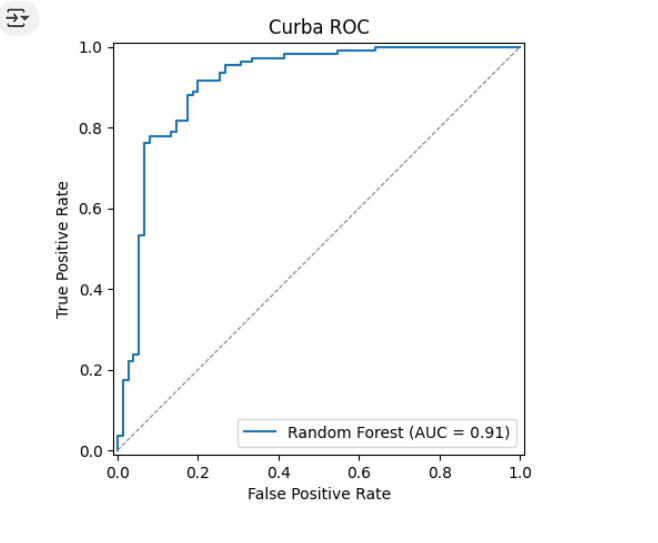 Curba ROC
1.0
0.8
0.6
0.4
0.2
0.0
True Positive Rate
Random Forest (AUC = 0.91)
0.0 0.2 0.4 0.6 0.8 1.0
False Positive Rate